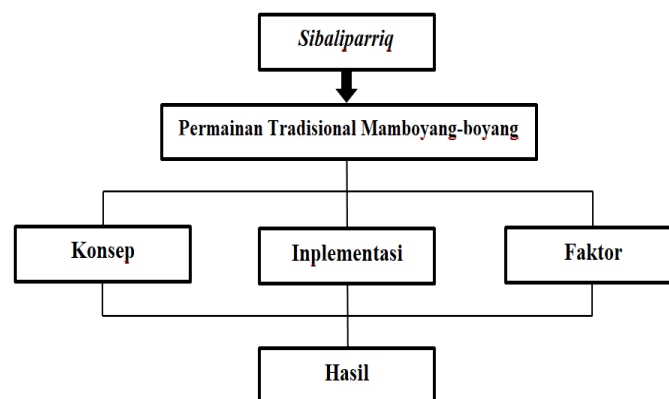 Sibaliparriq
Permainan Tradisional Mamboyang-boyang
Konsep
Inplementasi
Faktor
Hasil